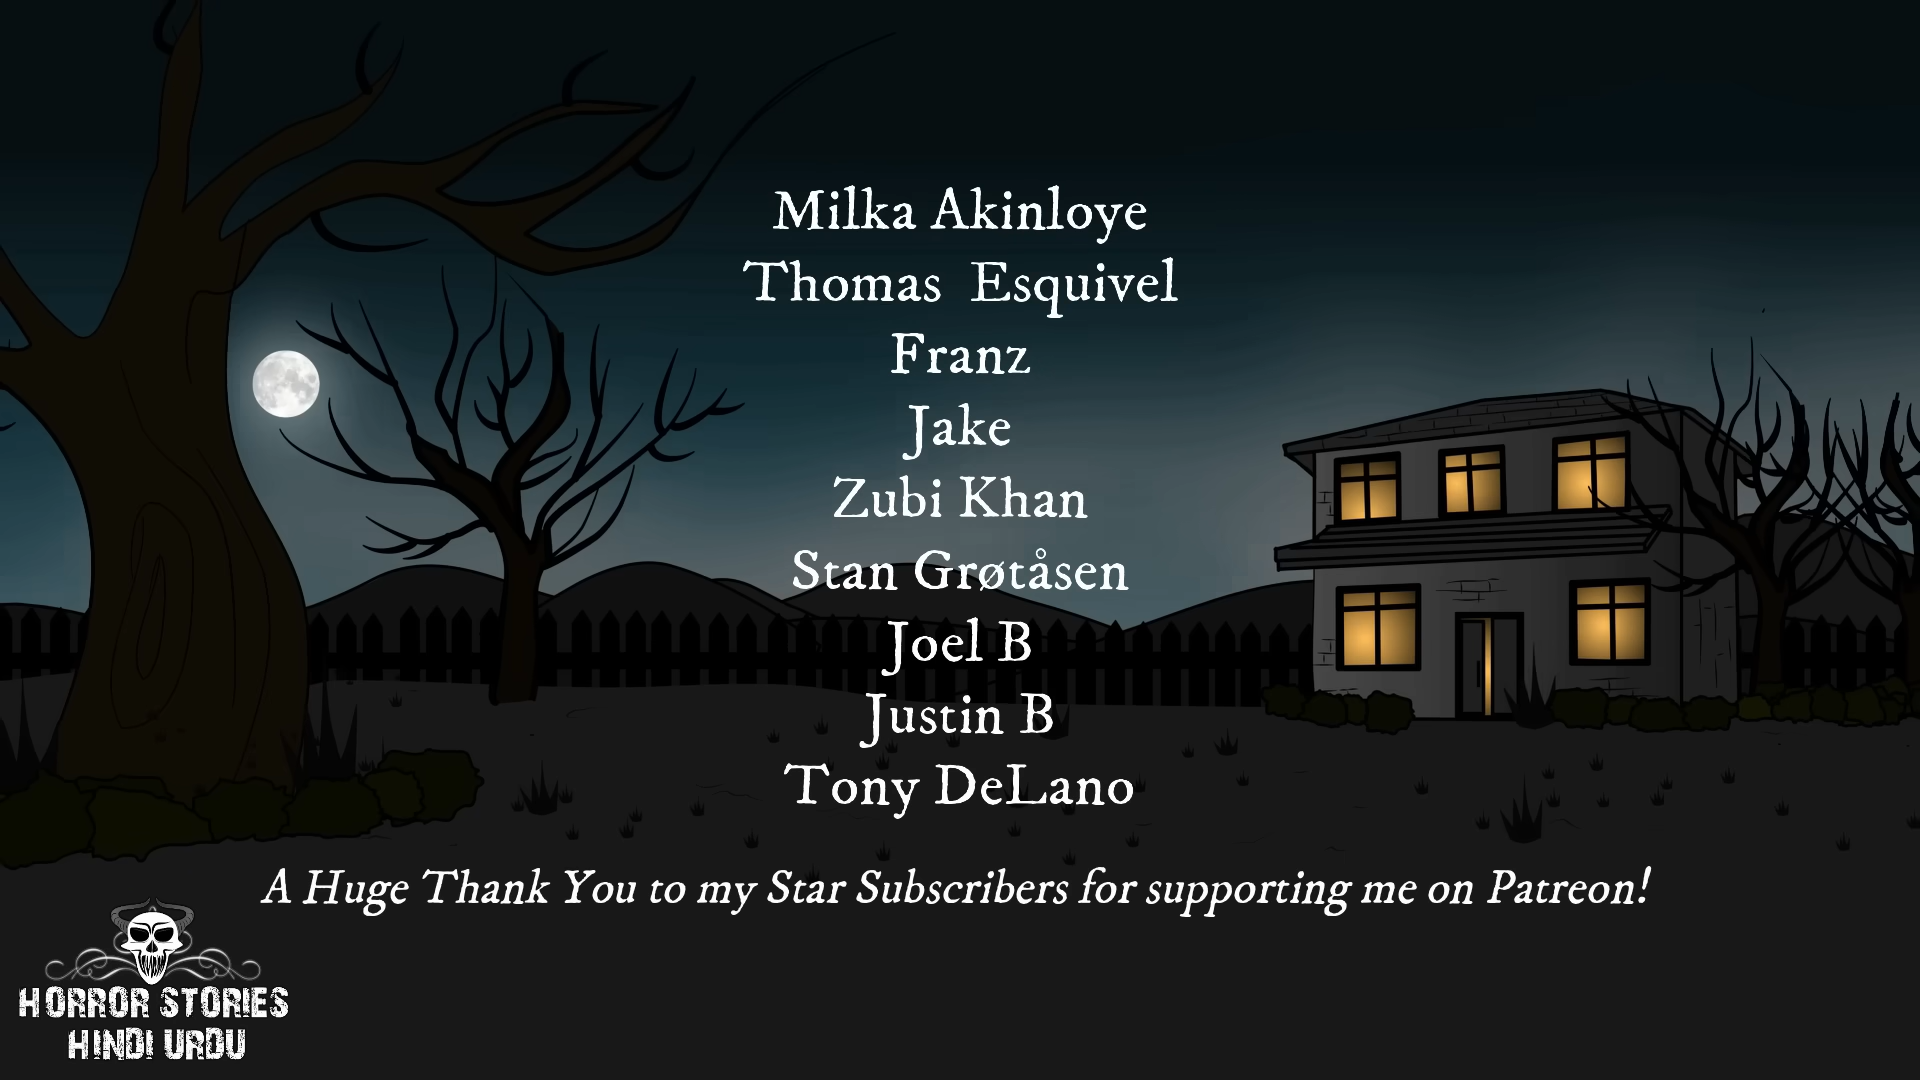 Milka Akinloye
Thomas Esquivel
Franz
Jake
Zubi Khan
Stan Grøtåsen
Joel B
Justin B
Tony DeLano
A Huge Thank You to my Star Subscribers for supporting me on Patreon!
HORROR STORIES
HINDI URDU